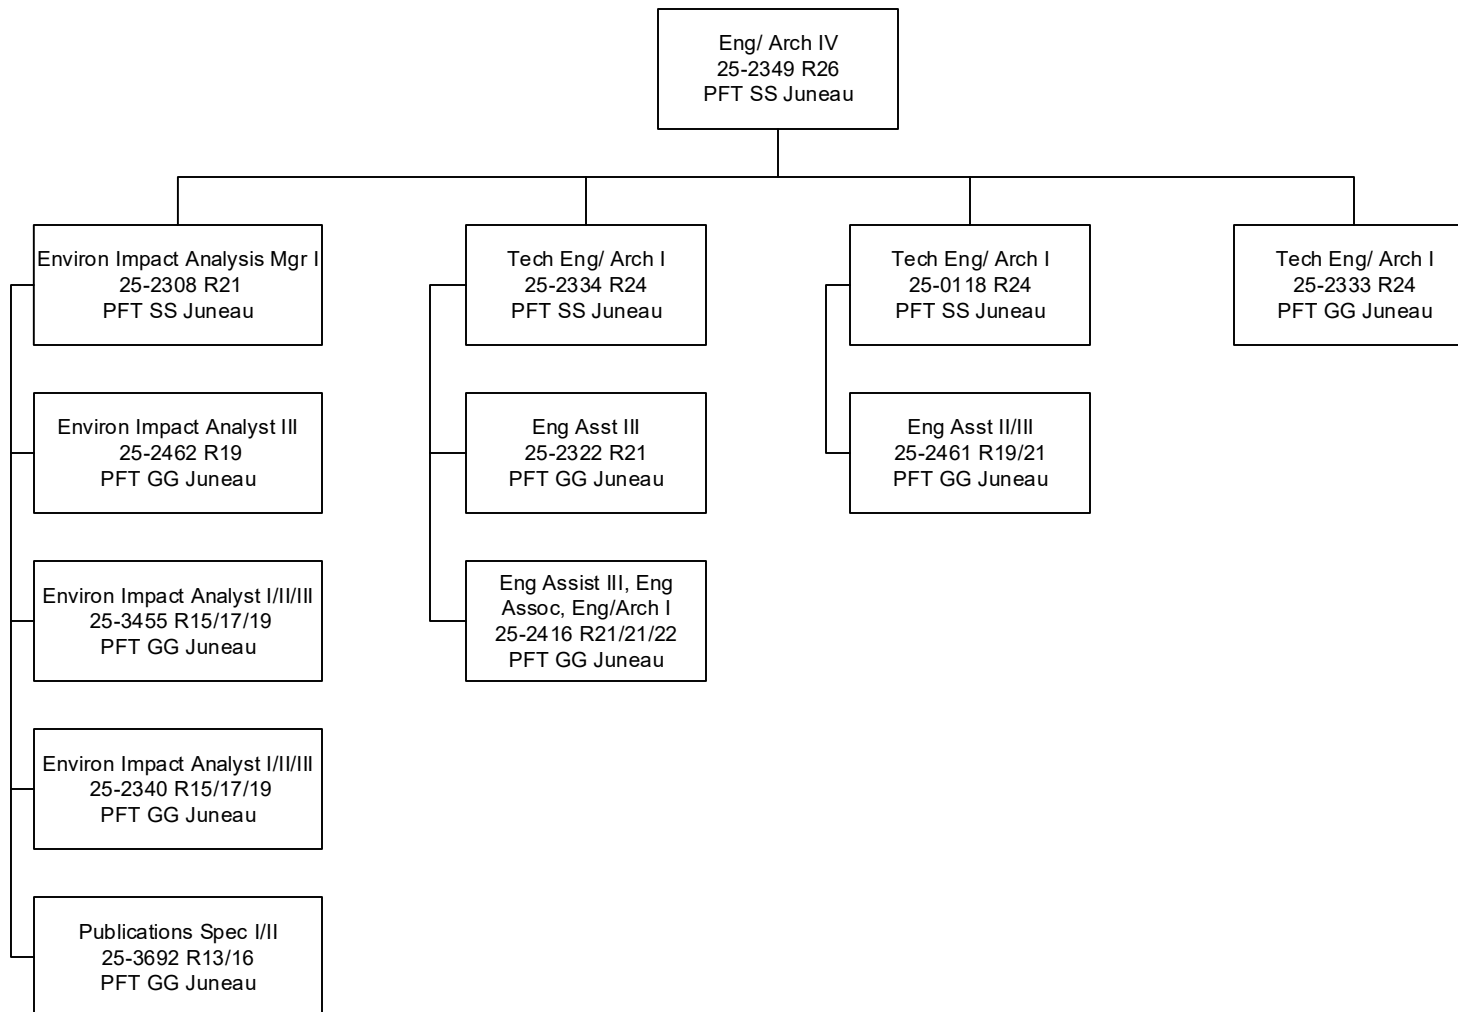 Eng/ Arch IV
25-2349 R26
PFT SS Juneau
Environ Impact Analysis Mgr I
25-2308 R21
PFT SS Juneau
Tech Eng/ Arch I
25-2334 R24
PFT SS Juneau
Tech Eng/ Arch I
25-0118 R24
PFT SS Juneau
Tech Eng/ Arch I
25-2333 R24
PFT GG Juneau
Environ Impact Analyst III
25-2462 R19
PFT GG Juneau
Eng Asst III
25-2322 R21
PFT GG Juneau
Eng Asst II/III
25-2461 R19/21
PFT GG Juneau
Environ Impact Analyst I/II/III
25-3455 R15/17/19
PFT GG Juneau
Eng Assist III, Eng
Assoc, Eng/Arch I
25-2416 R21/21/22
PFT GG Juneau
Environ Impact Analyst I/II/III
25-2340 R15/17/19
PFT GG Juneau
Publications Spec I/II
25-3692 R13/16
PFT GG Juneau